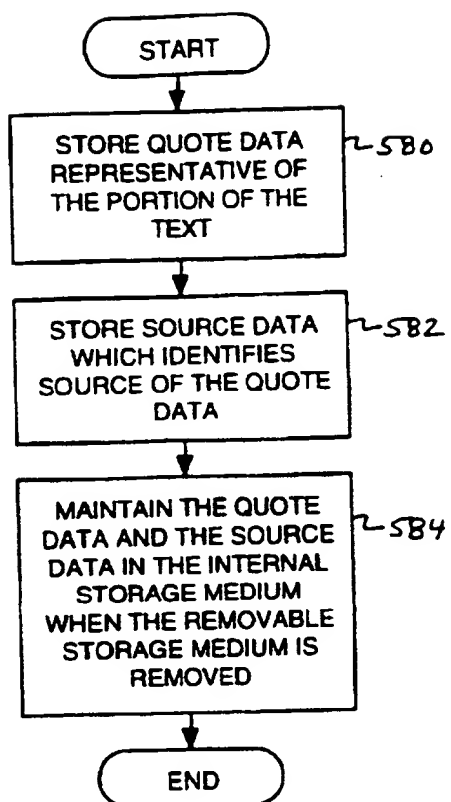 START
STORE QUOTE DATA
REPRESENTATIVE OF
THE PORTION OF THE
TEXT
580
STORE SOURCE DATA
WHICH IDENTIFIES
SOURCE OF THE QUOTE
DATA
582
MAINTAIN THE QUOTE
DATA AND THE SOURCE
DATA IN THE INTERNAL
STORAGE MEDIUM
WHEN THE REMOVABLE
STORAGE MEDIUM IS
REMOVED
584
END